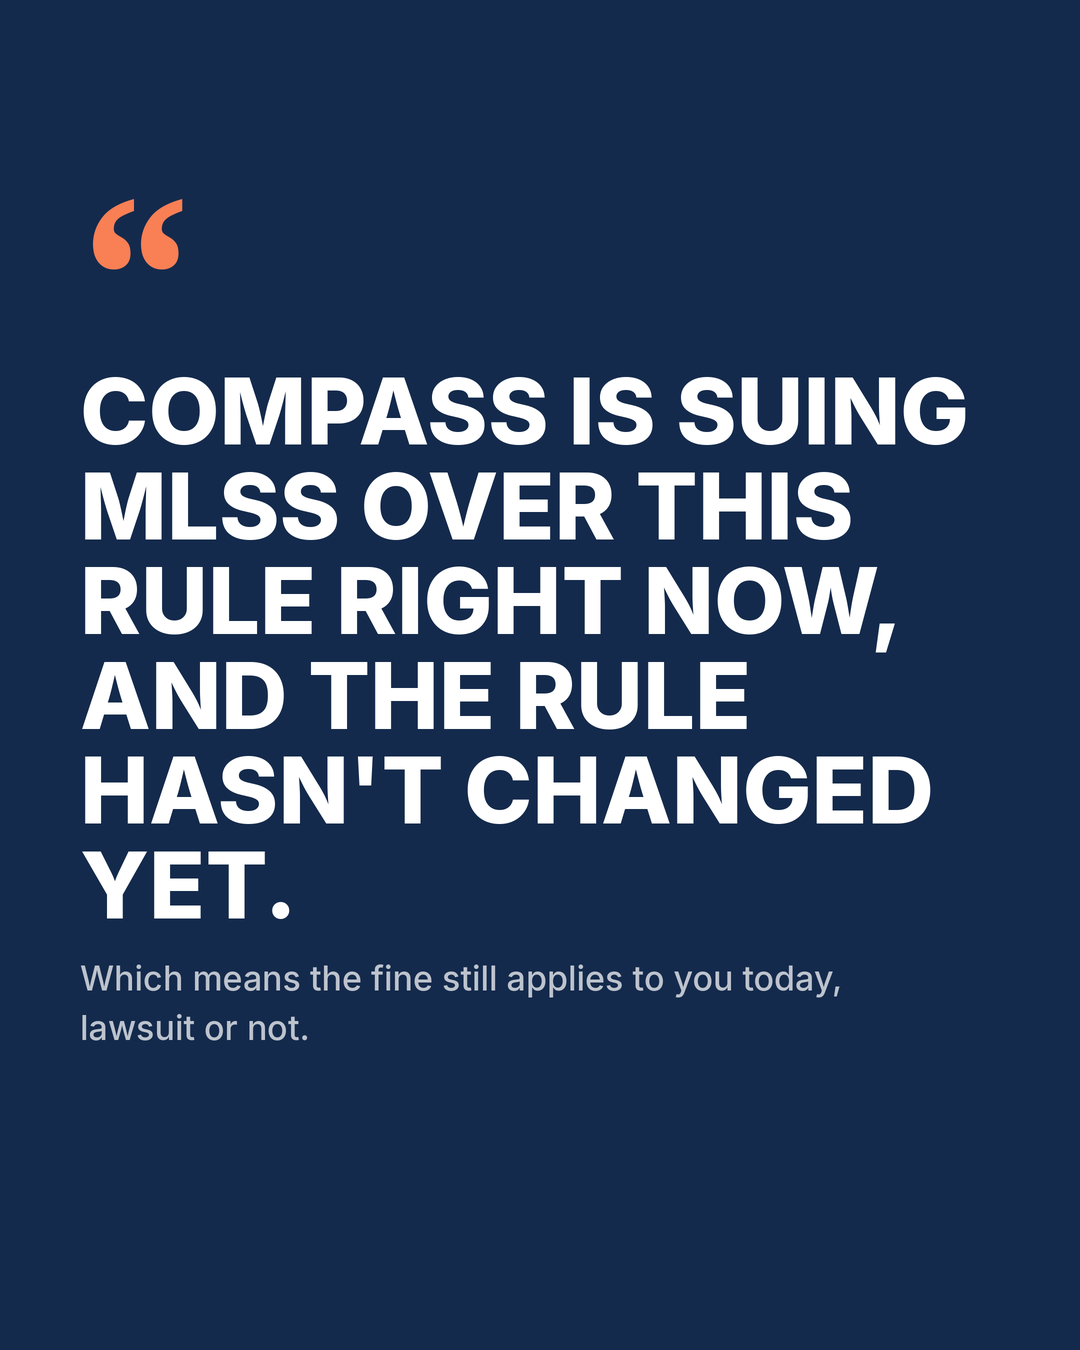 “
COMPASS IS SUING
MLSS OVER THIS
RULE RIGHT NOW,
AND THE RULE
HASN'T CHANGED
YET.
Which means the fine still applies to you today,
lawsuit or not.